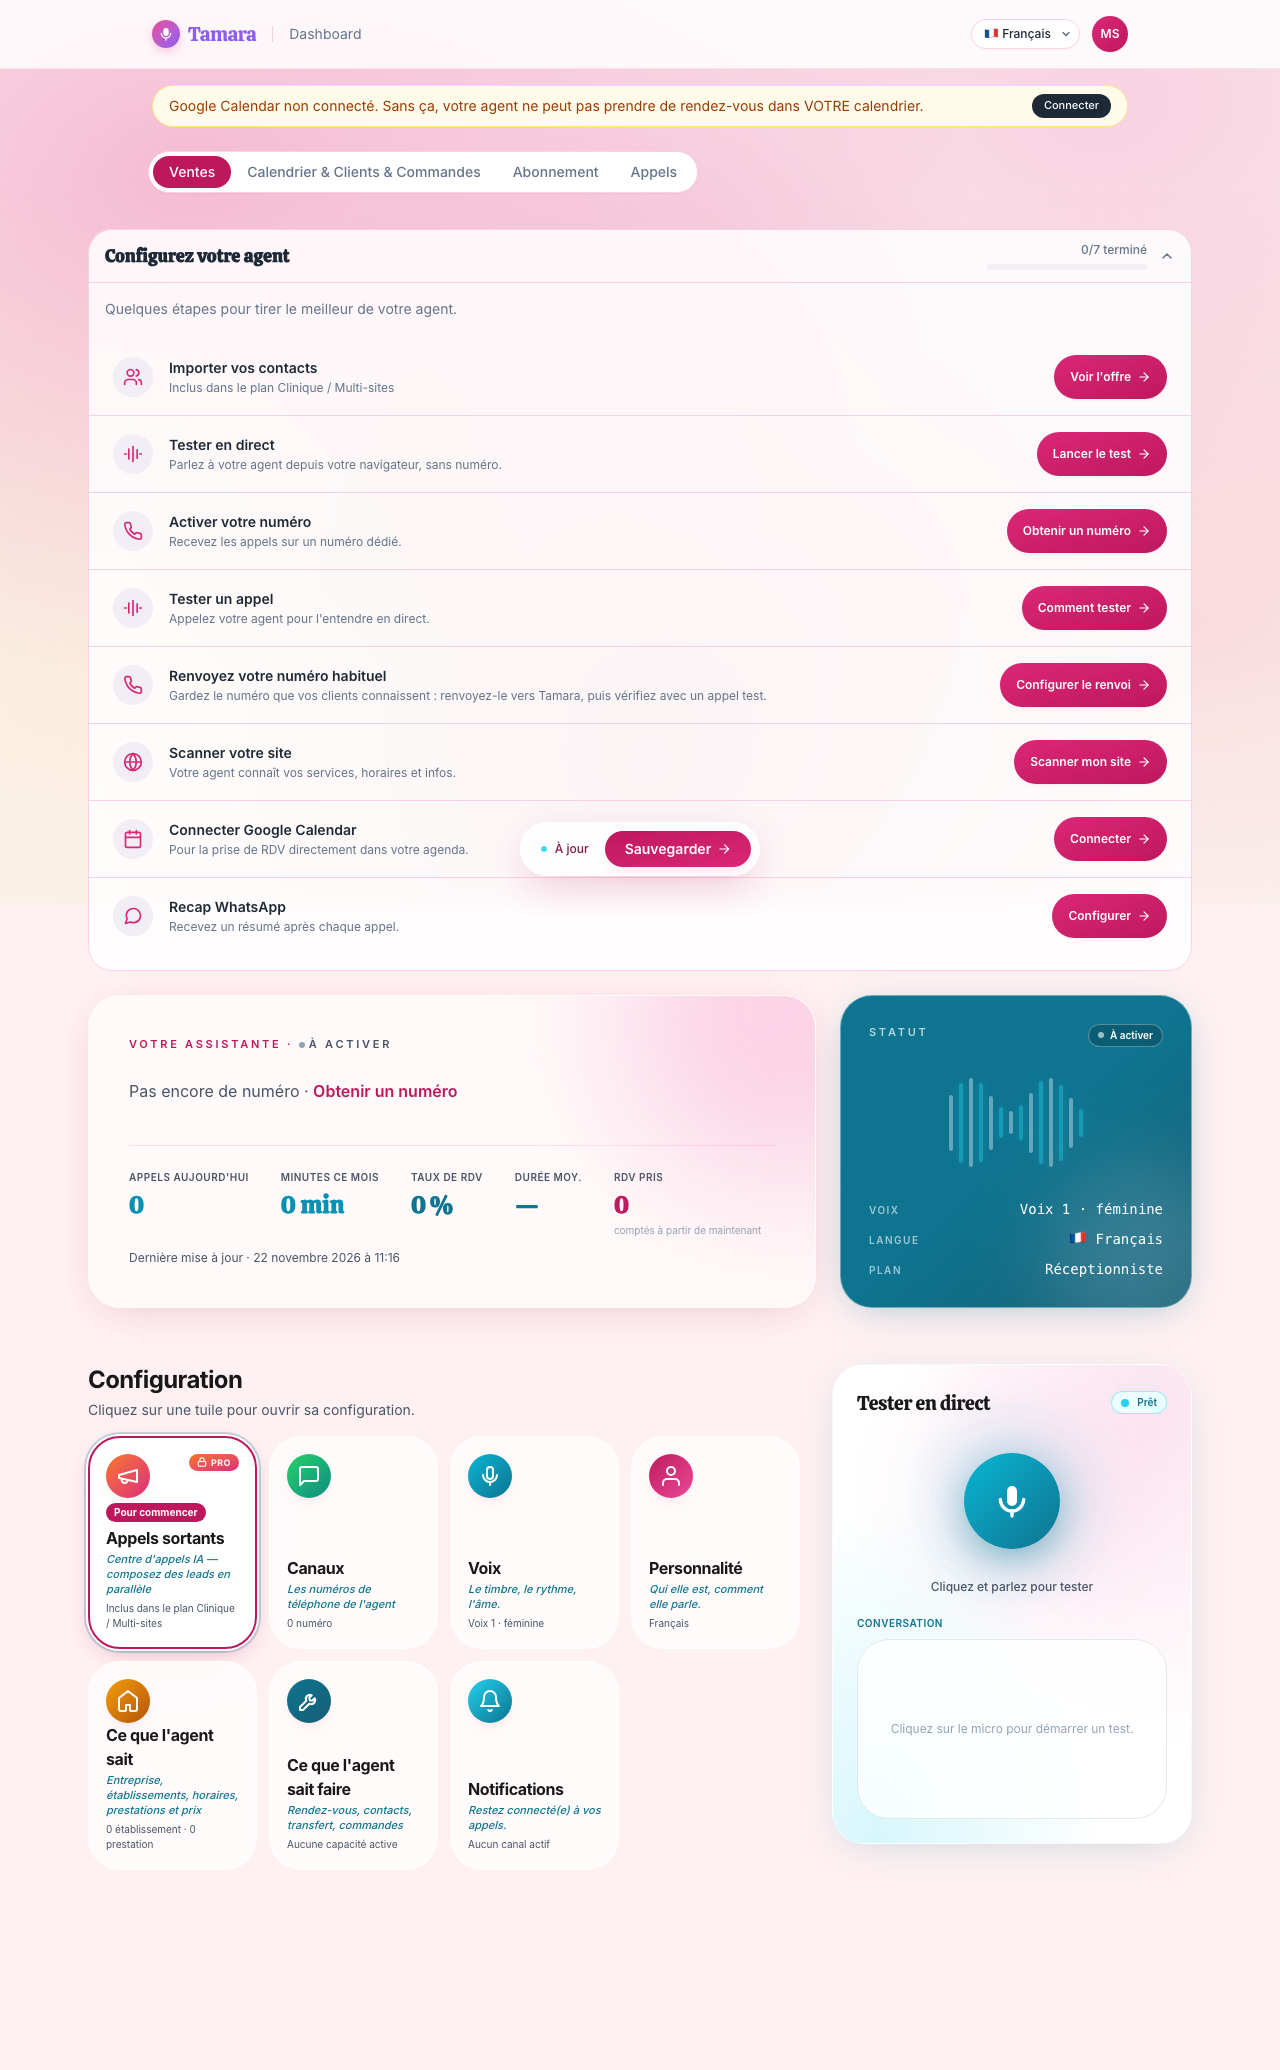 Tamara
Dashboard
Français
MS
Google Calendar non connecté. Sans ça, votre agent ne peut pas prendre de rendez-vous dans VOTRE calendrier.
Connecter
Ventes
Calendrier & Clients & Commandes
Abonnement
Appels
Configurez votre agent
0/7 terminé
Quelques étapes pour tirer le meilleur de votre agent.
Importer vos contacts
Inclus dans le plan Clinique / Multi-sites
Voir l'offre
Tester en direct
Parlez à votre agent depuis votre navigateur, sans numéro.
Lancer le test
Activer votre numéro
Recevez les appels sur un numéro dédié.
Obtenir un numéro
Tester un appel
Appelez votre agent pour l'entendre en direct.
Comment tester
Renvoyez votre numéro habituel
Gardez le numéro que vos clients connaissent : renvoyez-le vers Tamara, puis vérifiez avec un appel test.
Configurer le renvoi
Scanner votre site
Votre agent connaît vos services, horaires et infos.
Scanner mon site
Connecter Google Calendar
Pour la prise de RDV directement dans votre agenda.
Connecter
À jour
Sauvegarder
Recap WhatsApp
Recevez un résumé après chaque appel.
Configurer
VOTRE ASSISTANTE · À ACTIVER
Pas encore de numéro · Obtenir un numéro
APPELS AUJOURD'HUI
0
MINUTES CE MOIS
0 min
TAUX DE RDV
0 %
DURÉE MOY.
—
RDV PRIS
0
comptés à partir de maintenant
Dernière mise à jour · 22 novembre 2026 à 11:16
STATUT
À activer
VOIX
Voix 1 · féminine
LANGUE
Français
PLAN
Réceptionniste
Configuration
Cliquez sur une tuile pour ouvrir sa configuration.
PRO
Pour commencer
Appels sortants
Centre d'appels IA —
composez des leads en
parallèle
Inclus dans le plan Clinique
/ Multi-sites
Canaux
Les numéros de
téléphone de l'agent
0 numéro
Voix
Le timbre, le rythme,
l'âme.
Voix 1 · féminine
Personnalité
Qui elle est, comment
elle parle.
Français
Ce que l'agent
sait
Entreprise,
établissements, horaires,
prestations et prix
0 établissement · 0
prestation
Ce que l'agent
sait faire
Rendez-vous, contacts,
transfert, commandes
Aucune capacité active
Notifications
Restez connecté(e) à vos
appels.
Aucun canal actif
Tester en direct
Prêt
Cliquez et parlez pour tester
CONVERSATION
Cliquez sur le micro pour démarrer un test.